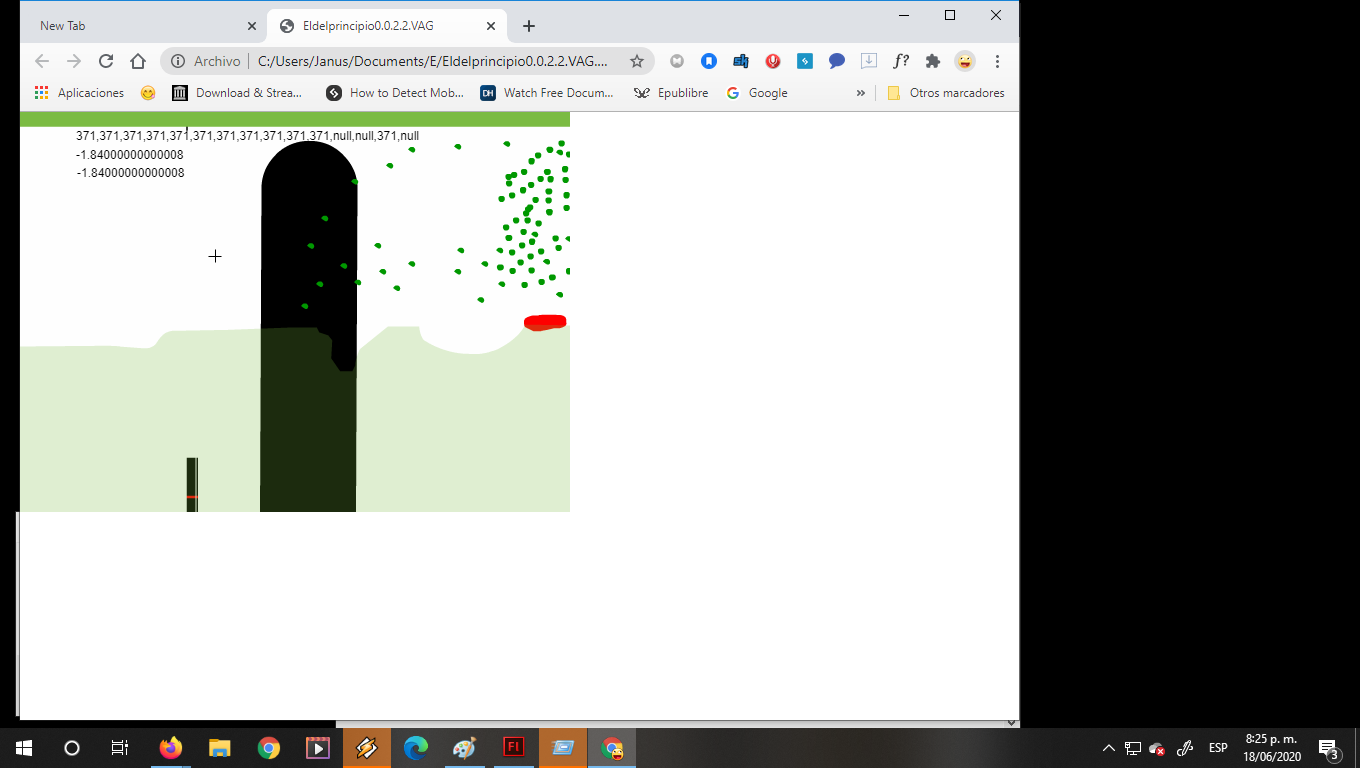 New Tab
Eldelprincipio0.0.2.2.VAG
Archivo
C:/Users/Janus/Documents/E/Eldelprincipio0.0.2.2.VAG....
f?
Aplicaciones
Download & Strea...
How to Detect Mob...
DH
Watch Free Docum...
Epublibre
Google
»
Otros marcadores
371,371,371,371,371,371,371,371,371,371,371,null,null,371,null
-1.84000000000008
-1.84000000000008
Fl
ESP
8:25 p. m.
18/06/2020
3